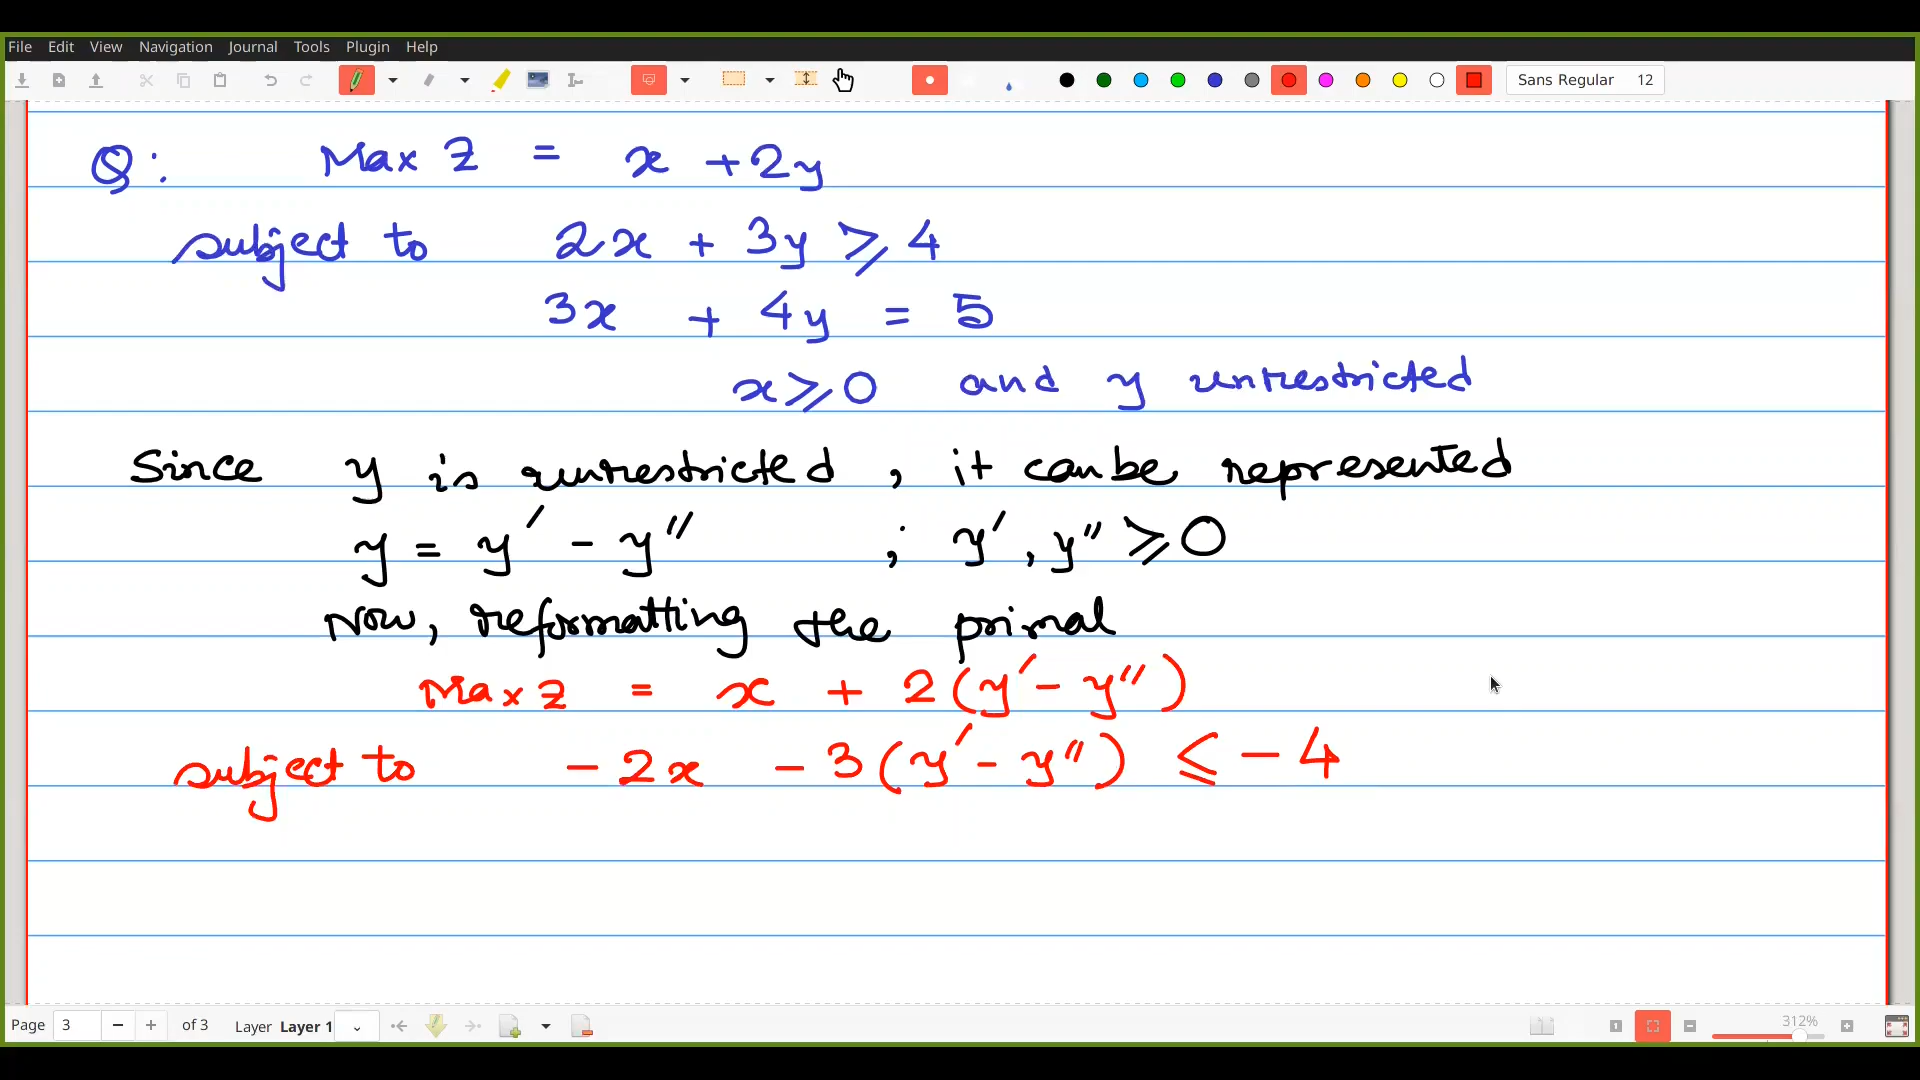 File Edit View Navigation Journal Tools Plugin Help
Sans Regular 12
Q: Max Z = x + 2y
subject to 2x + 3y ⩾ 4
3x + 4y = 5
x ⩾ 0 and y unrestricted
Since y is unrestricted, it can be represented
y = y′ - y″ ; y′, y″ ⩾ 0
Now, reformatting the primal
Max Z = x + 2(y′ - y″)
subject to - 2x - 3(y′ - y″) ≤ - 4
Page 3 of 3 Layer Layer 1 312%